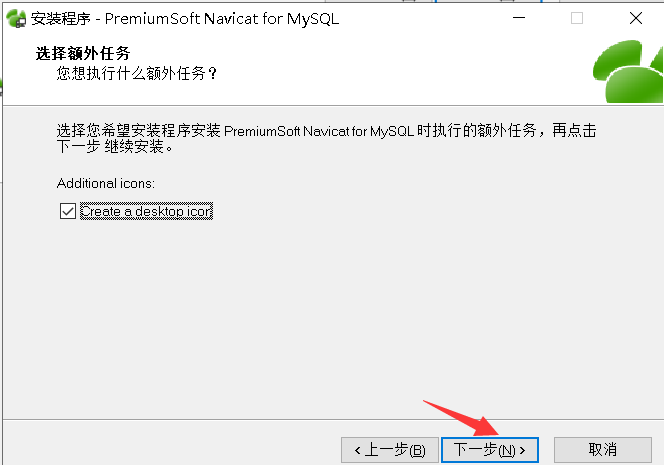 安装程序 - PremiumSoft Navicat for MySQL
选择额外任务
您想执行什么额外任务？
选择您希望安装程序安装 PremiumSoft Navicat for MySQL 时执行的额外任务，再点击
下一步 继续安装。
Additional icons:
Create a desktop icon
< 上一步(B)
下一步(N) >
取消